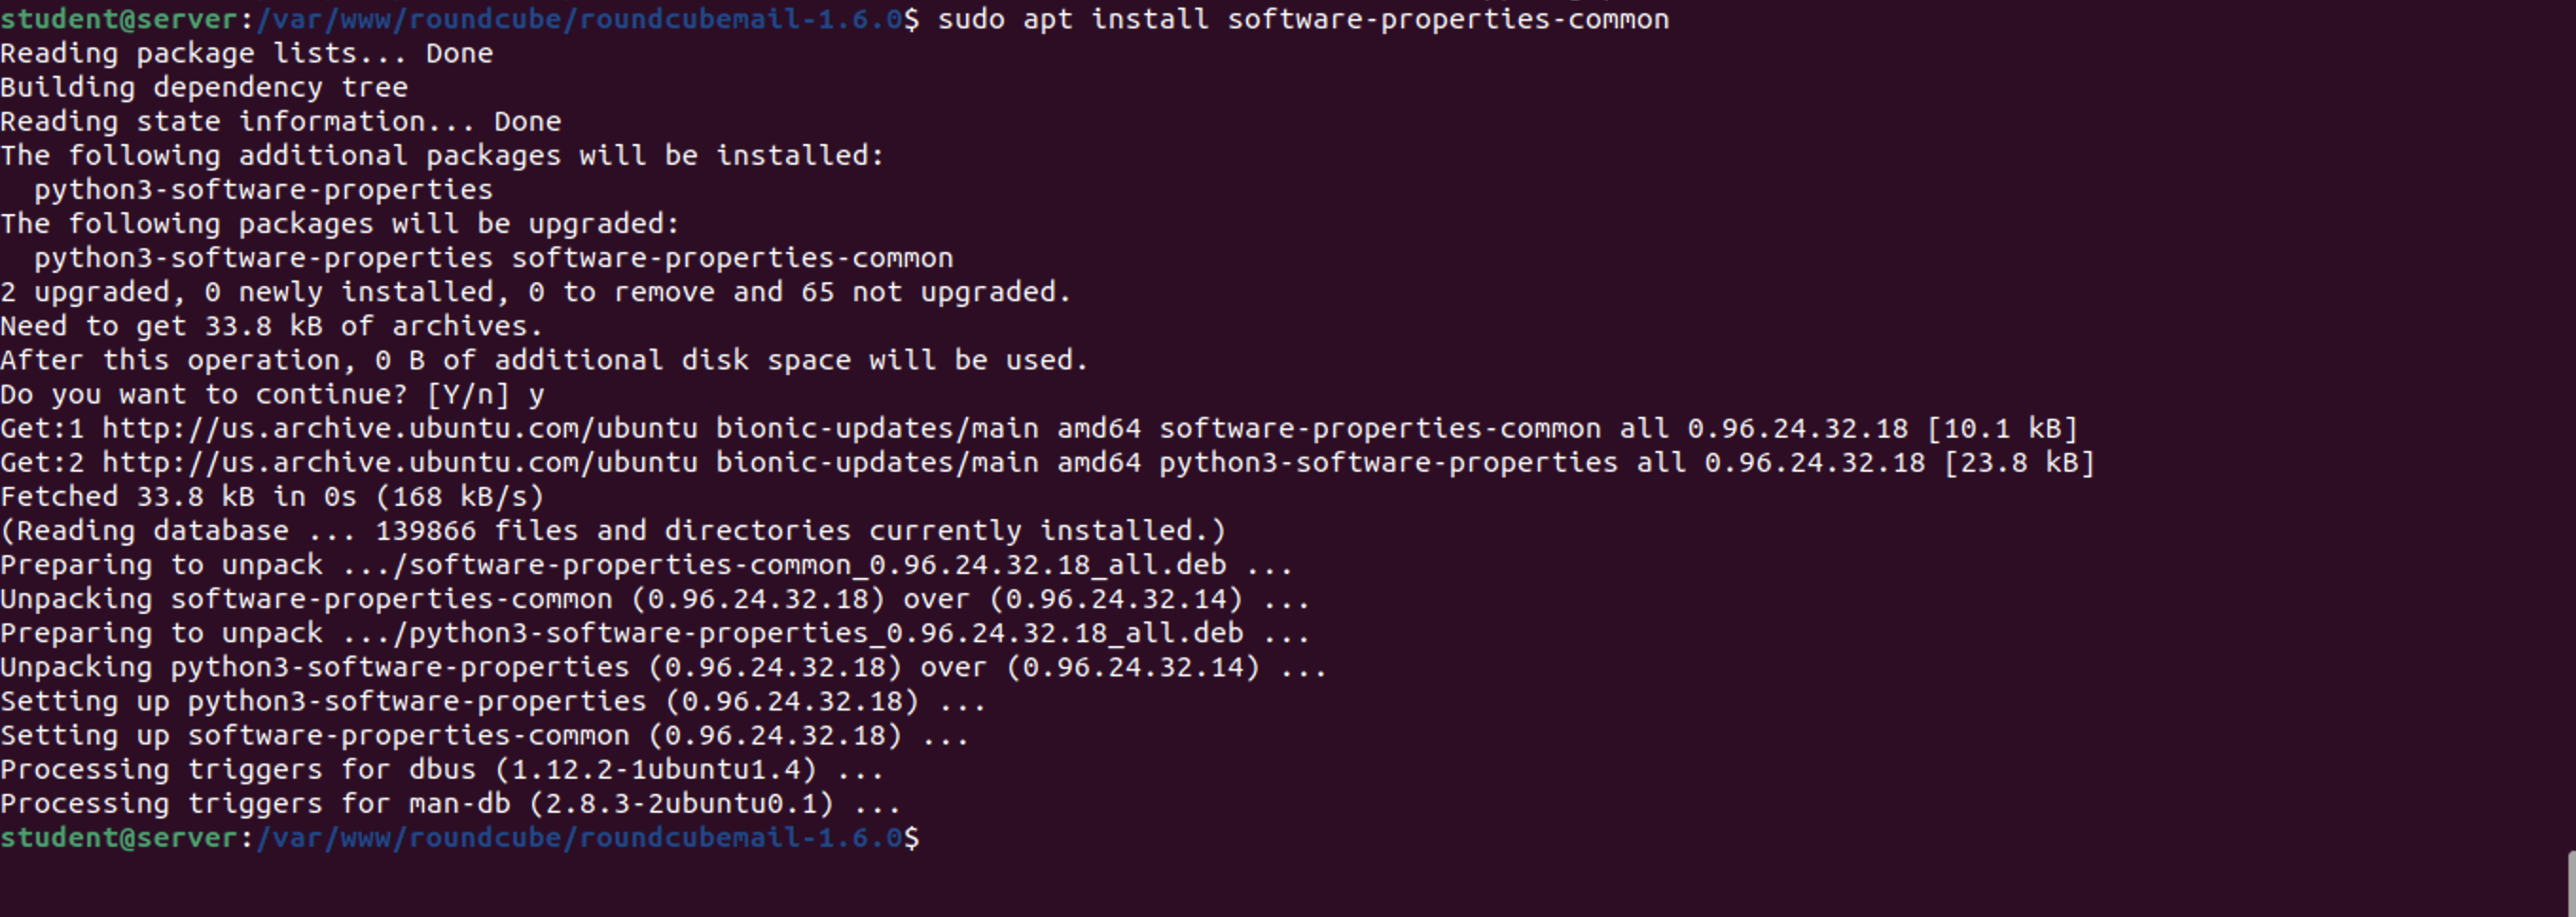 student@server:/var/www/roundcube/roundcubemail-1.6.0$ sudo apt install software-properties-common
Reading package lists... Done
Building dependency tree
Reading state information... Done
The following additional packages will be installed:
  python3-software-properties
The following packages will be upgraded:
  python3-software-properties software-properties-common
2 upgraded, 0 newly installed, 0 to remove and 65 not upgraded.
Need to get 33.8 kB of archives.
After this operation, 0 B of additional disk space will be used.
Do you want to continue? [Y/n] y
Get:1 http://us.archive.ubuntu.com/ubuntu bionic-updates/main amd64 software-properties-common all 0.96.24.32.18 [10.1 kB]
Get:2 http://us.archive.ubuntu.com/ubuntu bionic-updates/main amd64 python3-software-properties all 0.96.24.32.18 [23.8 kB]
Fetched 33.8 kB in 0s (168 kB/s)
(Reading database ... 139866 files and directories currently installed.)
Preparing to unpack .../software-properties-common_0.96.24.32.18_all.deb ...
Unpacking software-properties-common (0.96.24.32.18) over (0.96.24.32.14) ...
Preparing to unpack .../python3-software-properties_0.96.24.32.18_all.deb ...
Unpacking python3-software-properties (0.96.24.32.18) over (0.96.24.32.14) ...
Setting up python3-software-properties (0.96.24.32.18) ...
Setting up software-properties-common (0.96.24.32.18) ...
Processing triggers for dbus (1.12.2-1ubuntu1.4) ...
Processing triggers for man-db (2.8.3-2ubuntu0.1) ...
student@server:/var/www/roundcube/roundcubemail-1.6.0$